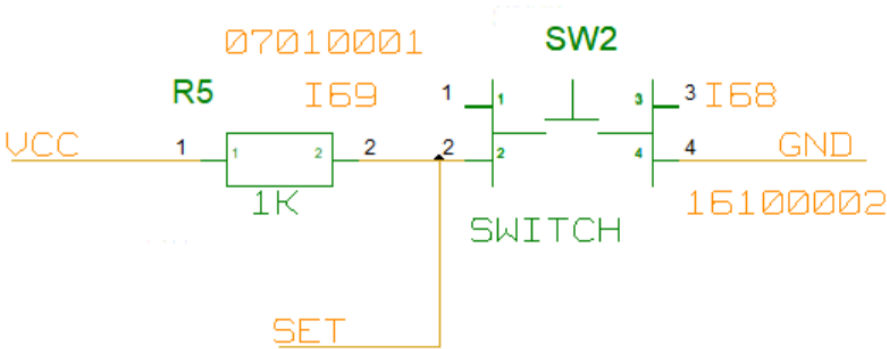 07010001 SW2
R5 I69 1 1 3 3 I68
VCC 1 1 2 2 2 2 4 4 GND
1K 16100002
SWITCH
SET